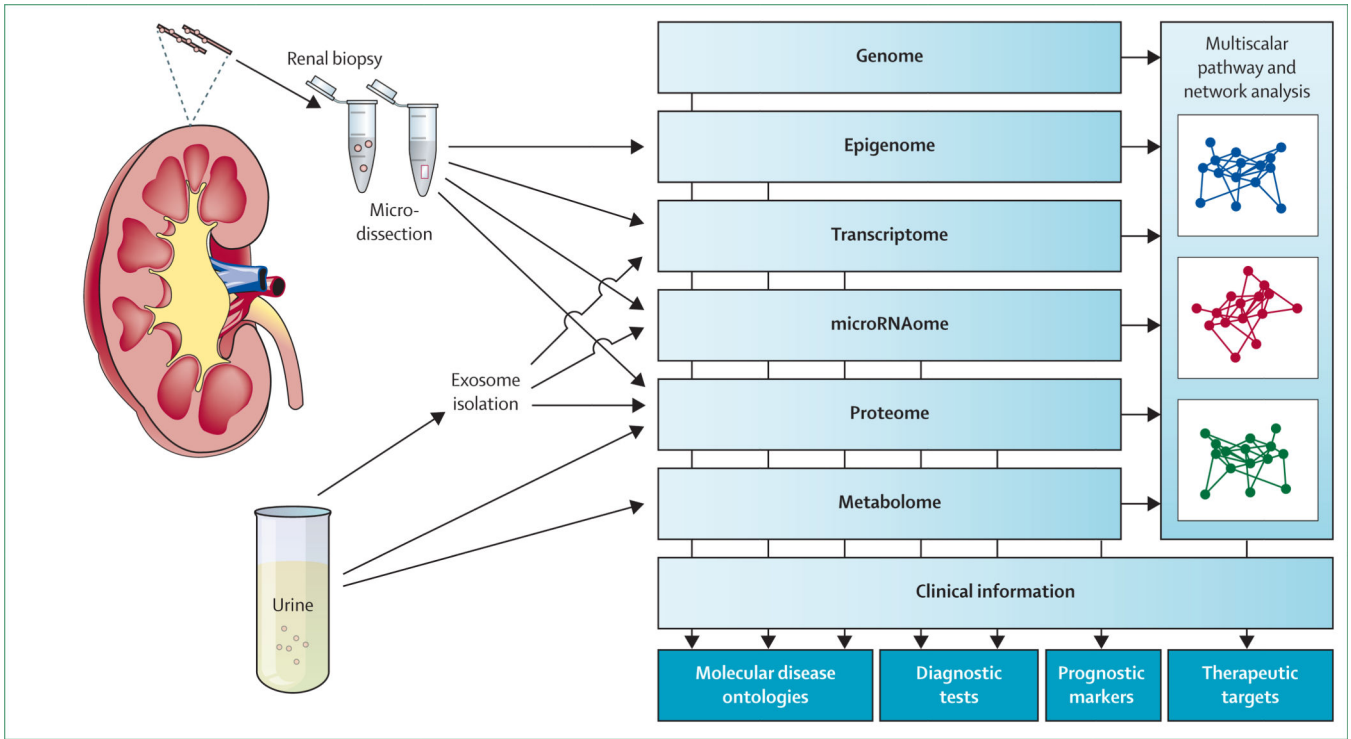 Renal biopsy
Micro-
dissection
Exosome
isolation
Urine
Genome
Epigenome
Transcriptome
microRNAome
Proteome
Metabolome
Multiscalar
pathway and
network analysis
Clinical information
Molecular disease
ontologies
Diagnostic
tests
Prognostic
markers
Therapeutic
targets